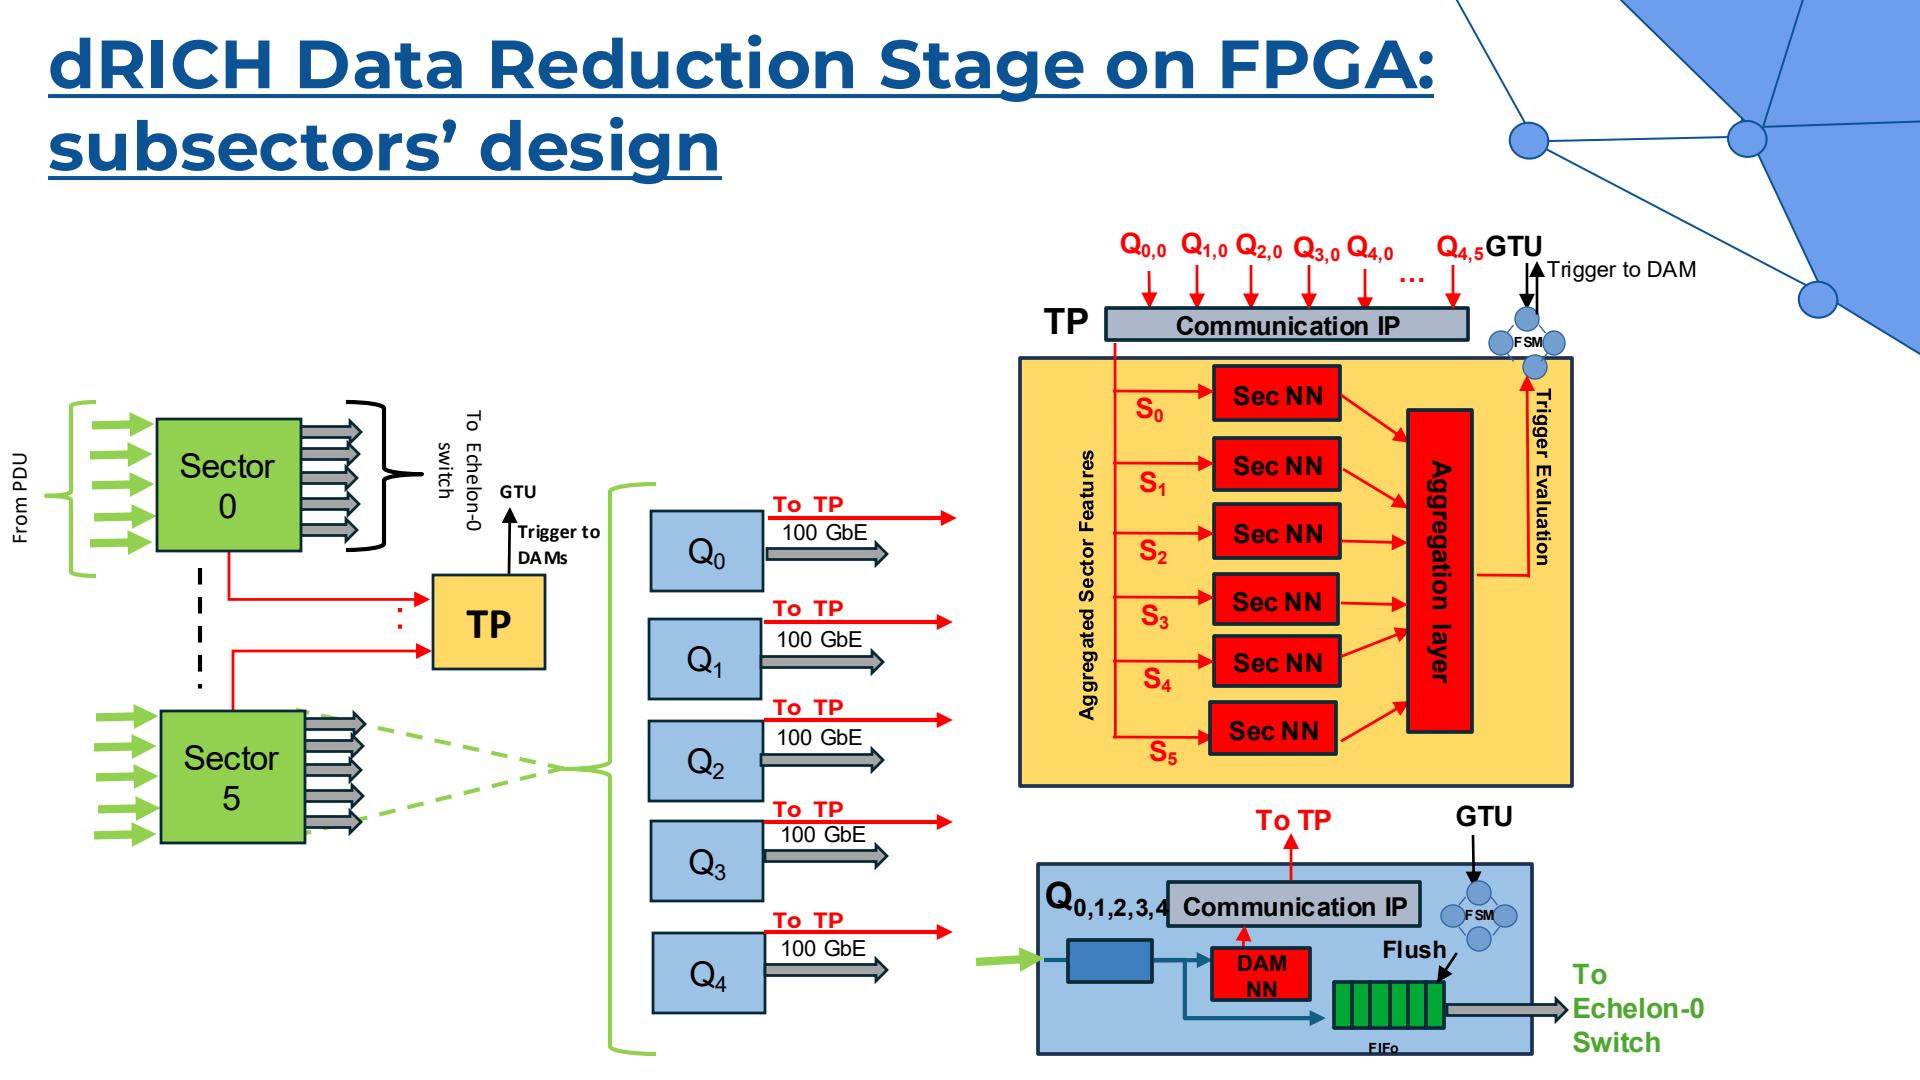 dRICH Data Reduction Stage on FPGA:
subsectors’ design
From PDU
Sector
0
To Echelon-0
switch
GTU
Trigger to
DAMs
TP
Sector
5
Q0
To TP
100 GbE
Q1
To TP
100 GbE
Q2
To TP
100 GbE
Q3
To TP
100 GbE
Q4
To TP
100 GbE
Q0,0 Q1,0 Q2,0 Q3,0 Q4,0 ... Q4,5 GTU
Trigger to DAM
TP
Communication IP
FSM
Aggregated Sector Features
S0
Sec NN
S1
Sec NN
S2
Sec NN
S3
Sec NN
S4
Sec NN
S5
Sec NN
Aggregation layer
Trigger Evaluation
To TP
GTU
Q0,1,2,3,4
Communication IP
FSM
Flush
DAM
NN
FIFo
To
Echelon-0
Switch